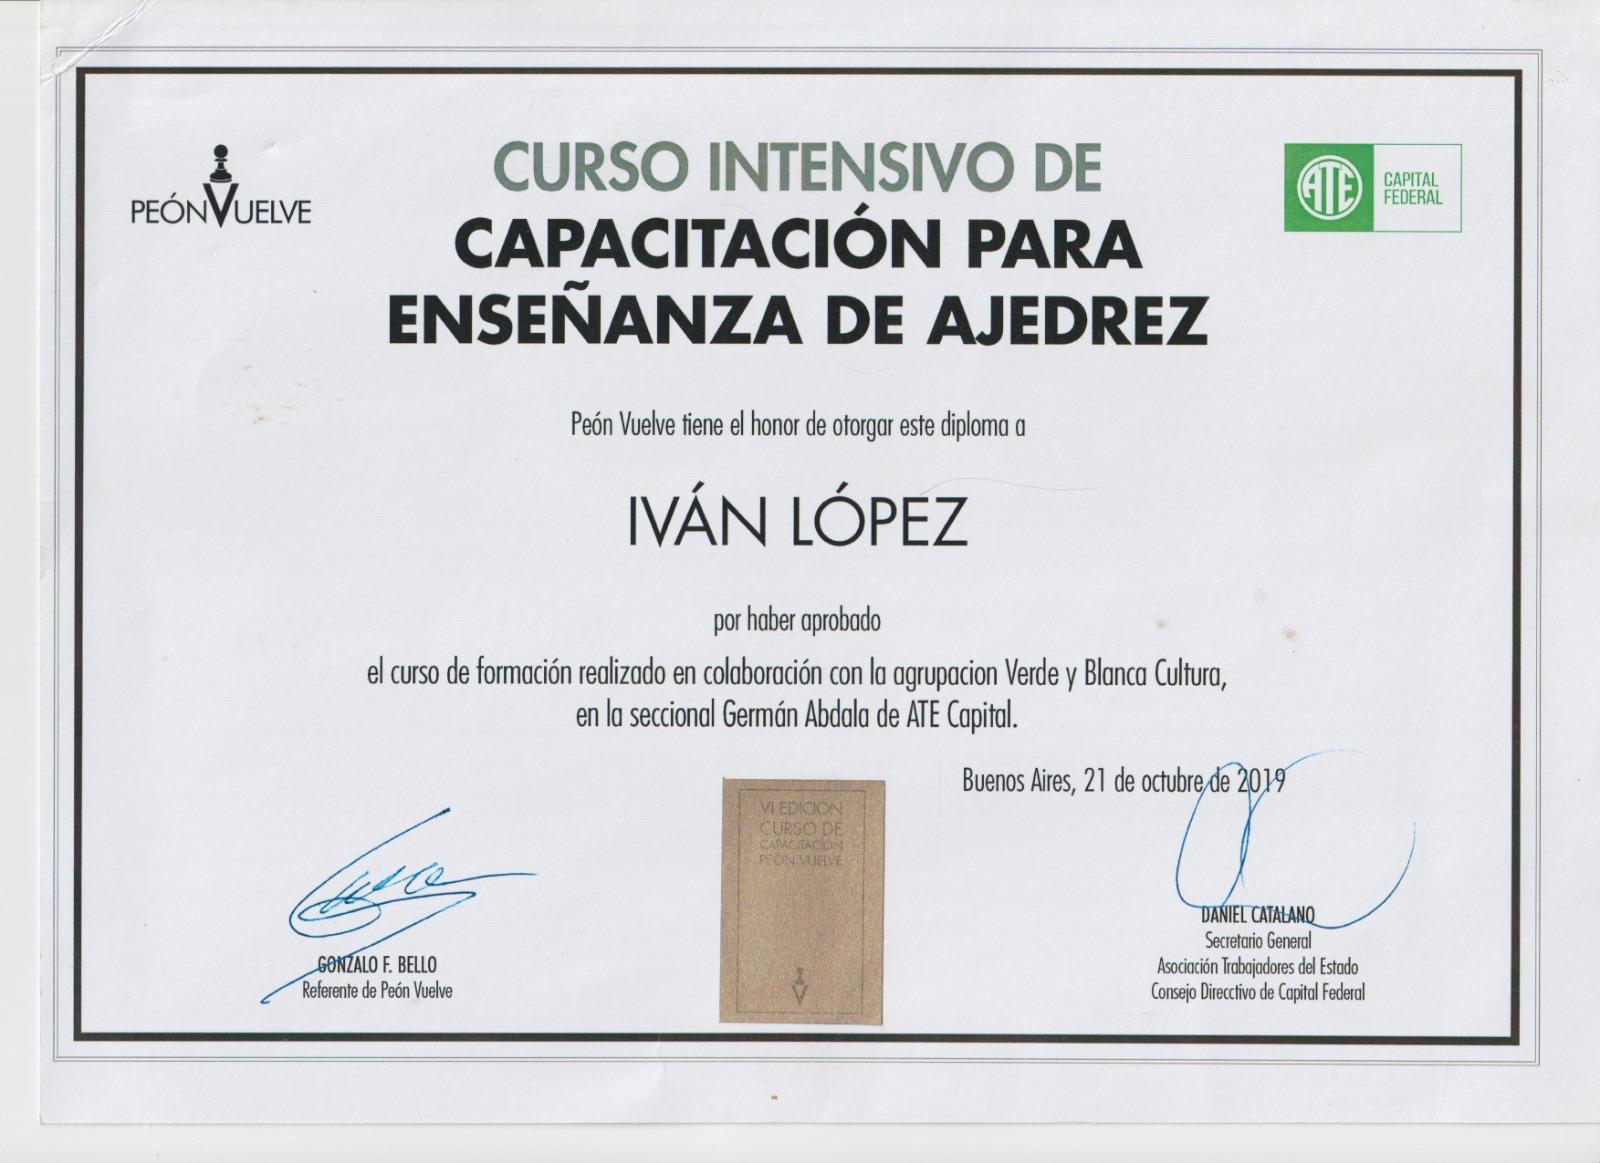 PEÓN VUELVE
ATE
CAPITAL
FEDERAL
CURSO INTENSIVO DE
CAPACITACIÓN PARA
ENSEÑANZA DE AJEDREZ
Peón Vuelve tiene el honor de otorgar este diploma a
IVÁN LÓPEZ
por haber aprobado
el curso de formación realizado en colaboración con la agrupacion Verde y Blanca Cultura,
en la seccional Germán Abdala de ATE Capital.
Buenos Aires, 21 de octubre de 2019
GONZALO F. BELLO
Referente de Peón Vuelve
VI EDICIÓN
CURSO DE
CAPACITACIÓN
PEÓN VUELVE
DANIEL CATALANO
Secretario General
Asociación Trabajadores del Estado
Consejo Direcctivo de Capital Federal